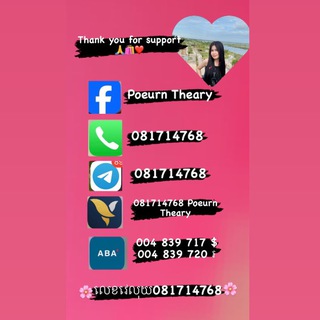 Thank you for support
🙏🛍️❤️
Poeurn Theary
081714768
081714768
081714768 Poeurn
Theary
ABA
004 839 717 $
004 839 720 ៛
🌸លេខវេលុយ081714768🌸